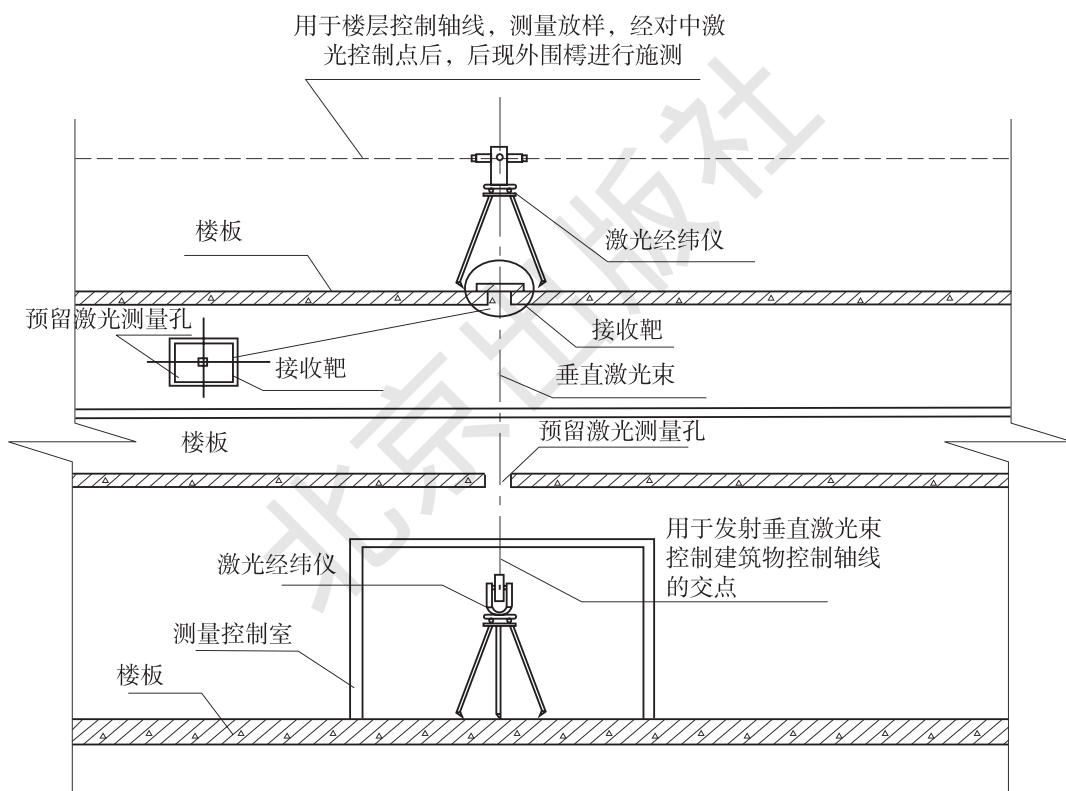 用于楼层控制轴线，测量放样，经对中激
光控制点后，后现外围樗进行施测
楼板
激光经纬仪
预留激光测量孔
接收靶
接收靶
垂直激光束
楼板
预留激光测量孔
用于发射垂直激光束
控制建筑物控制轴线
的交点
激光经纬仪
测量控制室
楼板
北京出版社